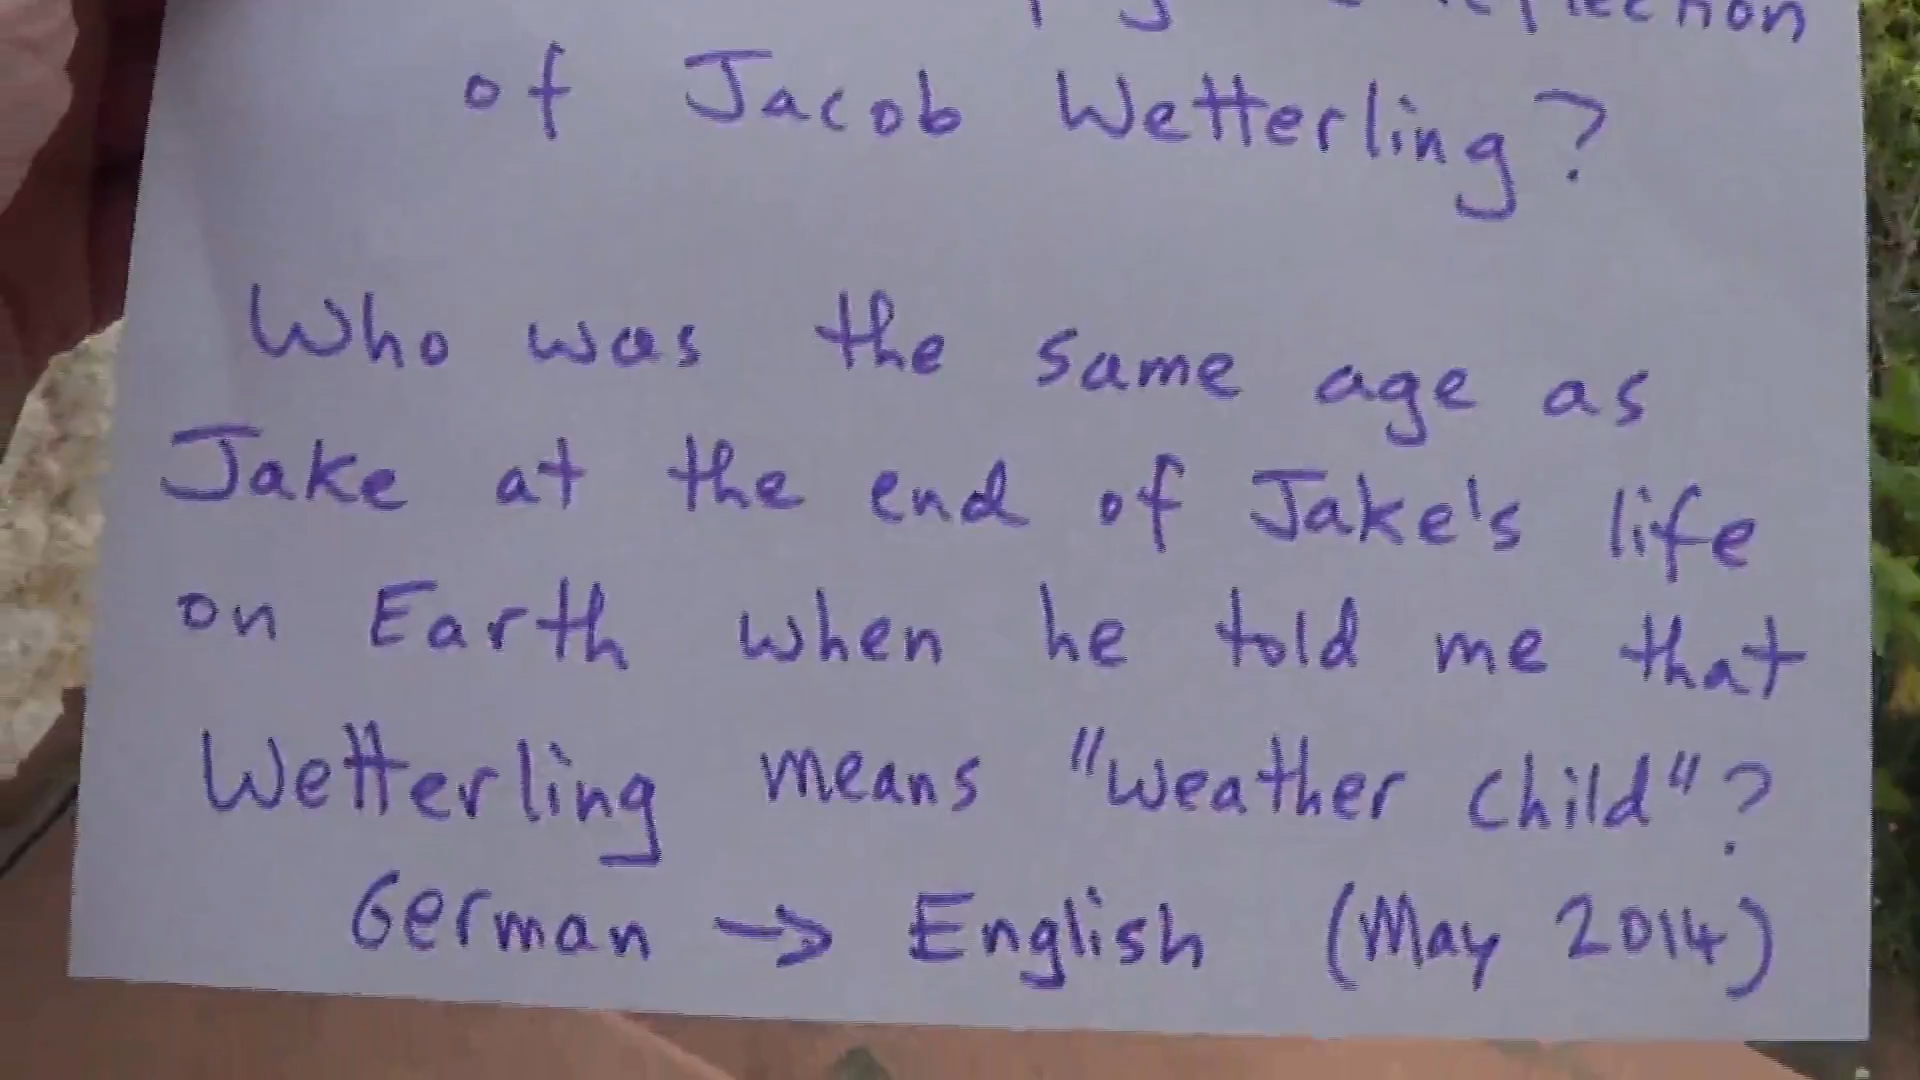 of Jacob Wetterling?
Who was the same age as
Jake at the end of Jake's life
on Earth when he told me that
Wetterling means "weather child"?
German → English (May 2014)